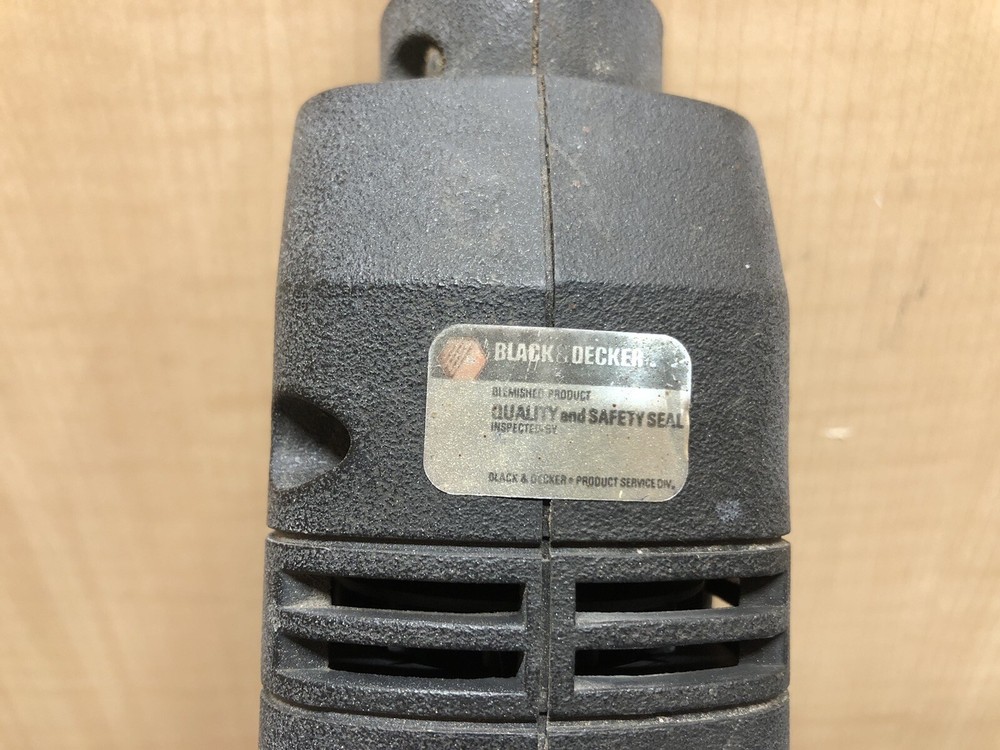 BLACK & DECKER
BLEMISHED PRODUCT
QUALITY and SAFETY SEAL
INSPECTED BY
BLACK & DECKER® PRODUCT SERVICE DIV.